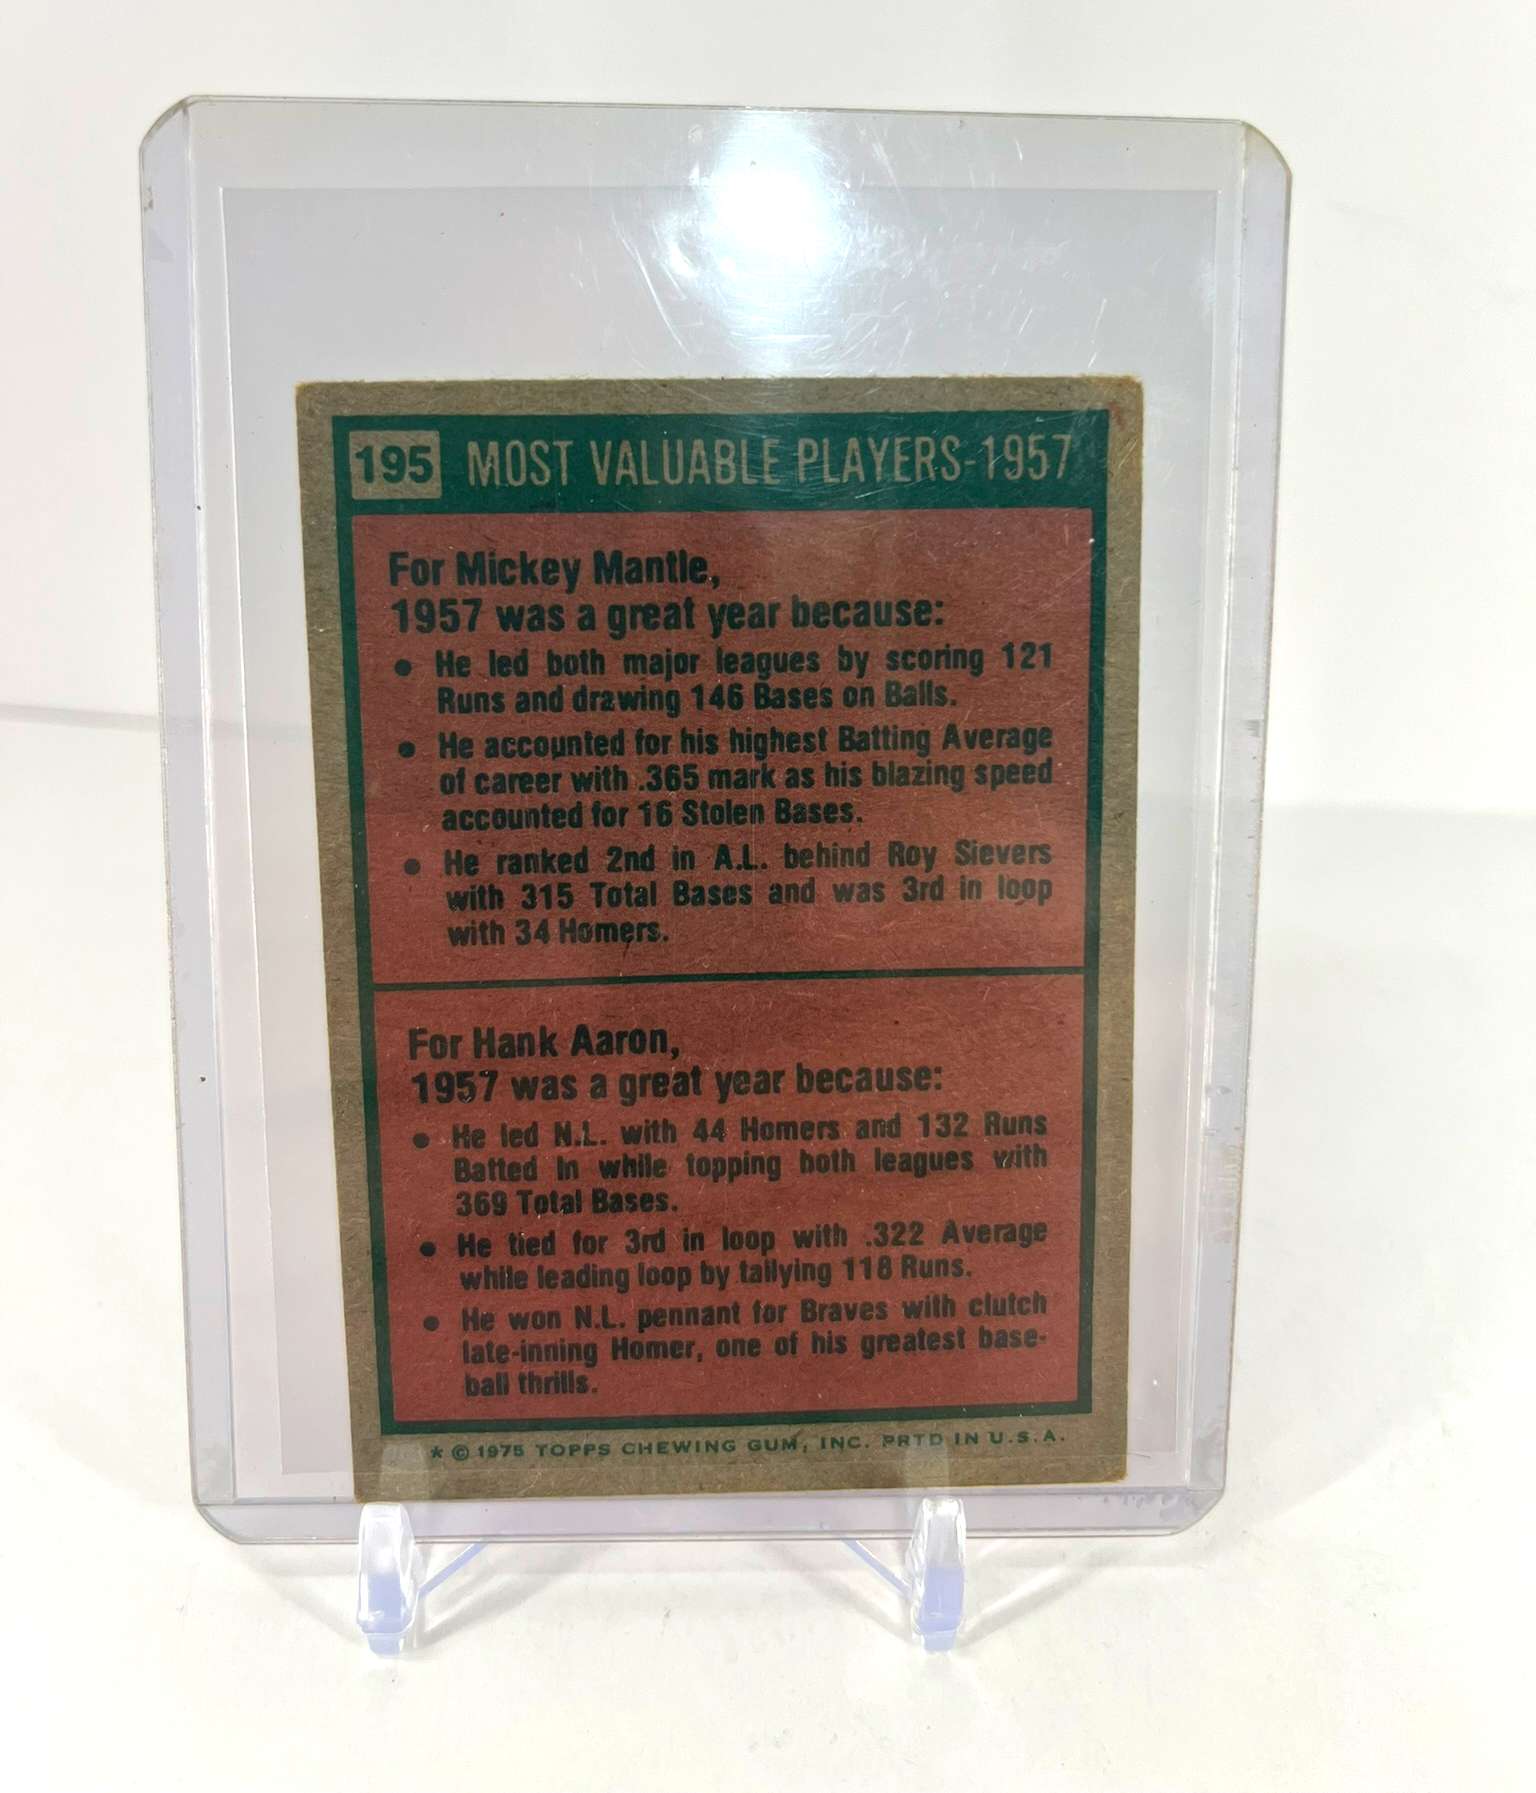 195 MOST VALUABLE PLAYERS-1957
For Mickey Mantle,
1957 was a great year because:
• He led both major leagues by scoring 121
Runs and drawing 146 Bases on Balls.
• He accounted for his highest Batting Average
of career with .365 mark as his blazing speed
accounted for 16 Stolen Bases.
• He ranked 2nd in A.L. behind Roy Sievers
with 315 Total Bases and was 3rd in loop
with 34 Homers.
For Hank Aaron,
1957 was a great year because:
• He led N.L. with 44 Homers and 132 Runs
Batted In while topping both leagues with
369 Total Bases.
• He tied for 3rd in loop with .322 Average
while leading loop by tallying 118 Runs.
• He won N.L. pennant for Braves with clutch
late-inning Homer, one of his greatest base-
ball thrills.
* © 1975 TOPPS CHEWING GUM, INC. PRTD IN U.S.A.